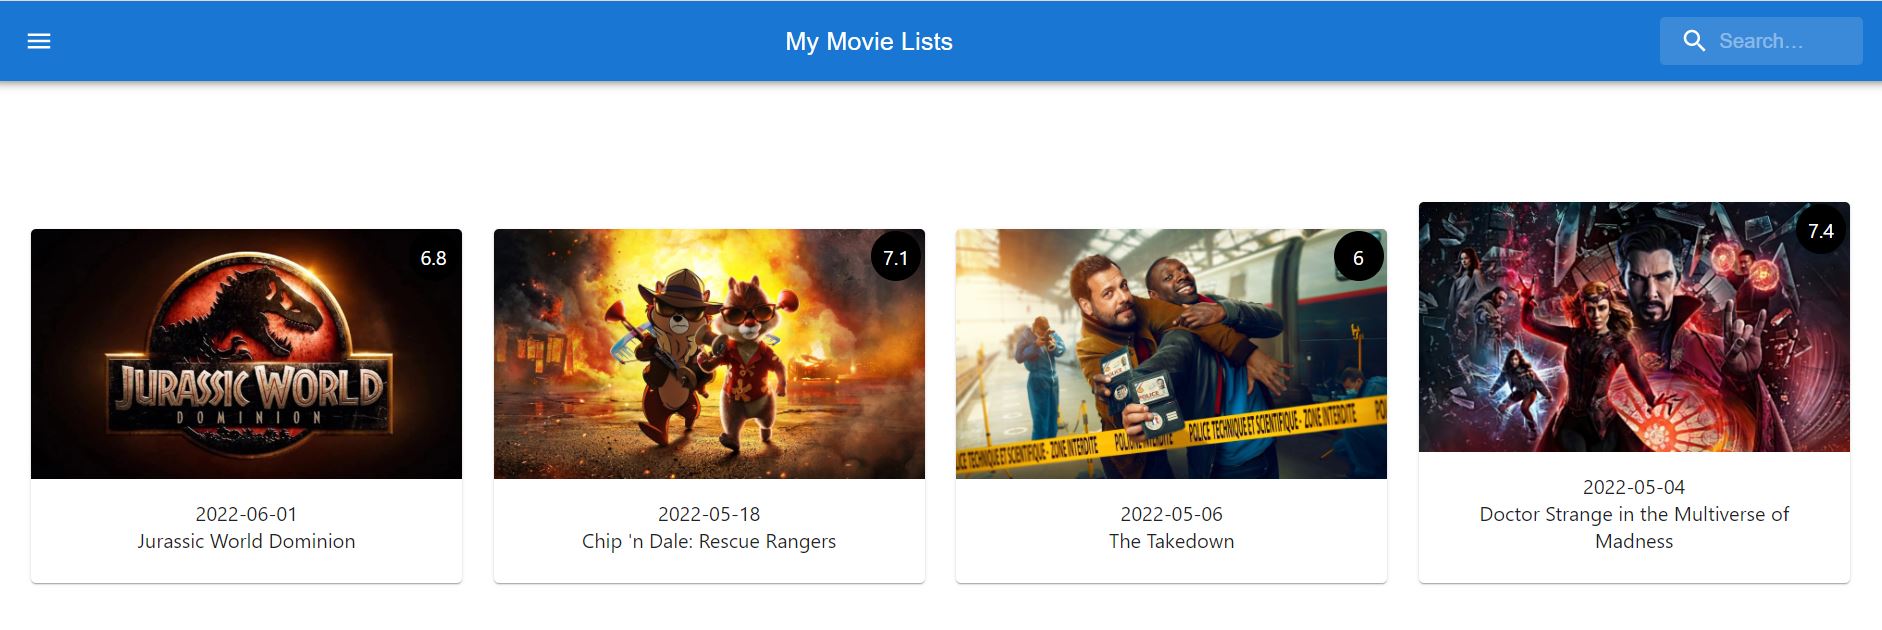 My Movie Lists
Search...
6.8
JURASSIC WORLD
DOMINION
2022-06-01
Jurassic World Dominion
7.1
2022-05-18
Chip 'n Dale: Rescue Rangers
6
POLICE
POLICE
POLICE TECHNIQUE ET SCIENTIFIQUE - ZONE INTERDITE
2022-05-06
The Takedown
7.4
2022-05-04
Doctor Strange in the Multiverse of
Madness